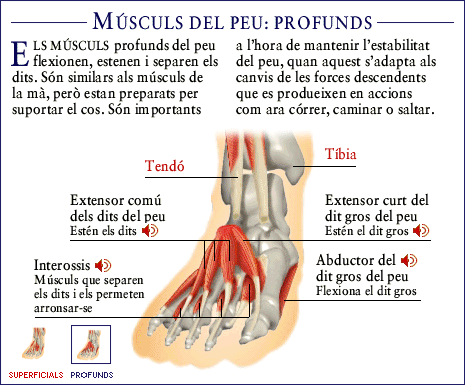 MÚSCULS DEL PEU: PROFUNDS
ELS MÚSCULS profunds del peu
flexionen, estenen i separen els
dits. Són similars als músculs de
la mà, però estan preparats per
suportar el cos. Són importants
a l'hora de mantenir l'estabilitat
del peu, quan aquest s'adapta als
canvis de les forces descendents
que es produeixen en accions
com ara córrer, caminar o saltar.
Tendó
Tíbia
Extensor comú
dels dits del peu
Estén els dits
Extensor curt del
dit gros del peu
Estén el dit gros
Interossis
Músculs que separen
els dits i els permeten
arronsar-se
Abductor del
dit gros del peu
Flexiona el dit gros
SUPERFICIALS
PROFUNDS